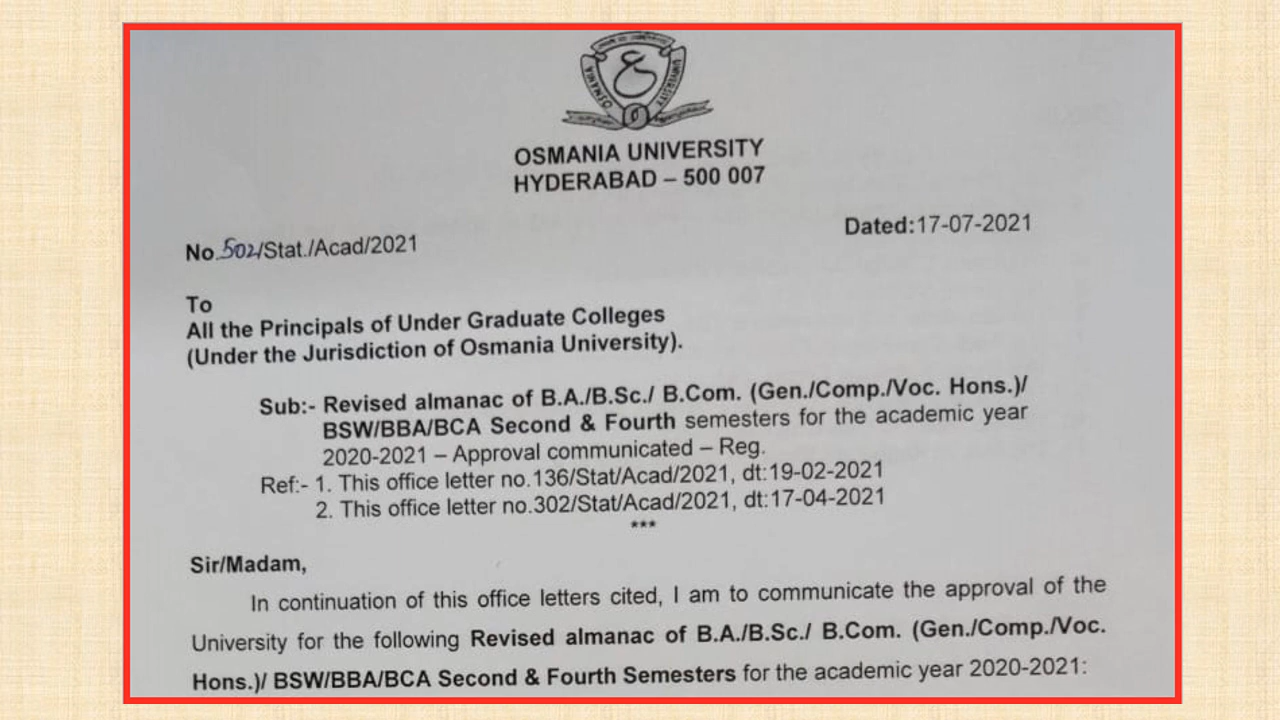 OSMANIA
UNIVERSITY
OSMANIA UNIVERSITY
HYDERABAD – 500 007
No.502/Stat./Acad/2021
Dated:17-07-2021
To
All the Principals of Under Graduate Colleges
(Under the Jurisdiction of Osmania University).
Sub:- Revised almanac of B.A./B.Sc./ B.Com. (Gen./Comp./Voc. Hons.)/
BSW/BBA/BCA Second & Fourth semesters for the academic year
2020-2021 – Approval communicated – Reg.
Ref:- 1. This office letter no.136/Stat/Acad/2021, dt:19-02-2021
2. This office letter no.302/Stat/Acad/2021, dt:17-04-2021
***
Sir/Madam,
In continuation of this office letters cited, I am to communicate the approval of the
University for the following Revised almanac of B.A./B.Sc./ B.Com. (Gen./Comp./Voc.
Hons.)/ BSW/BBA/BCA Second & Fourth Semesters for the academic year 2020-2021: